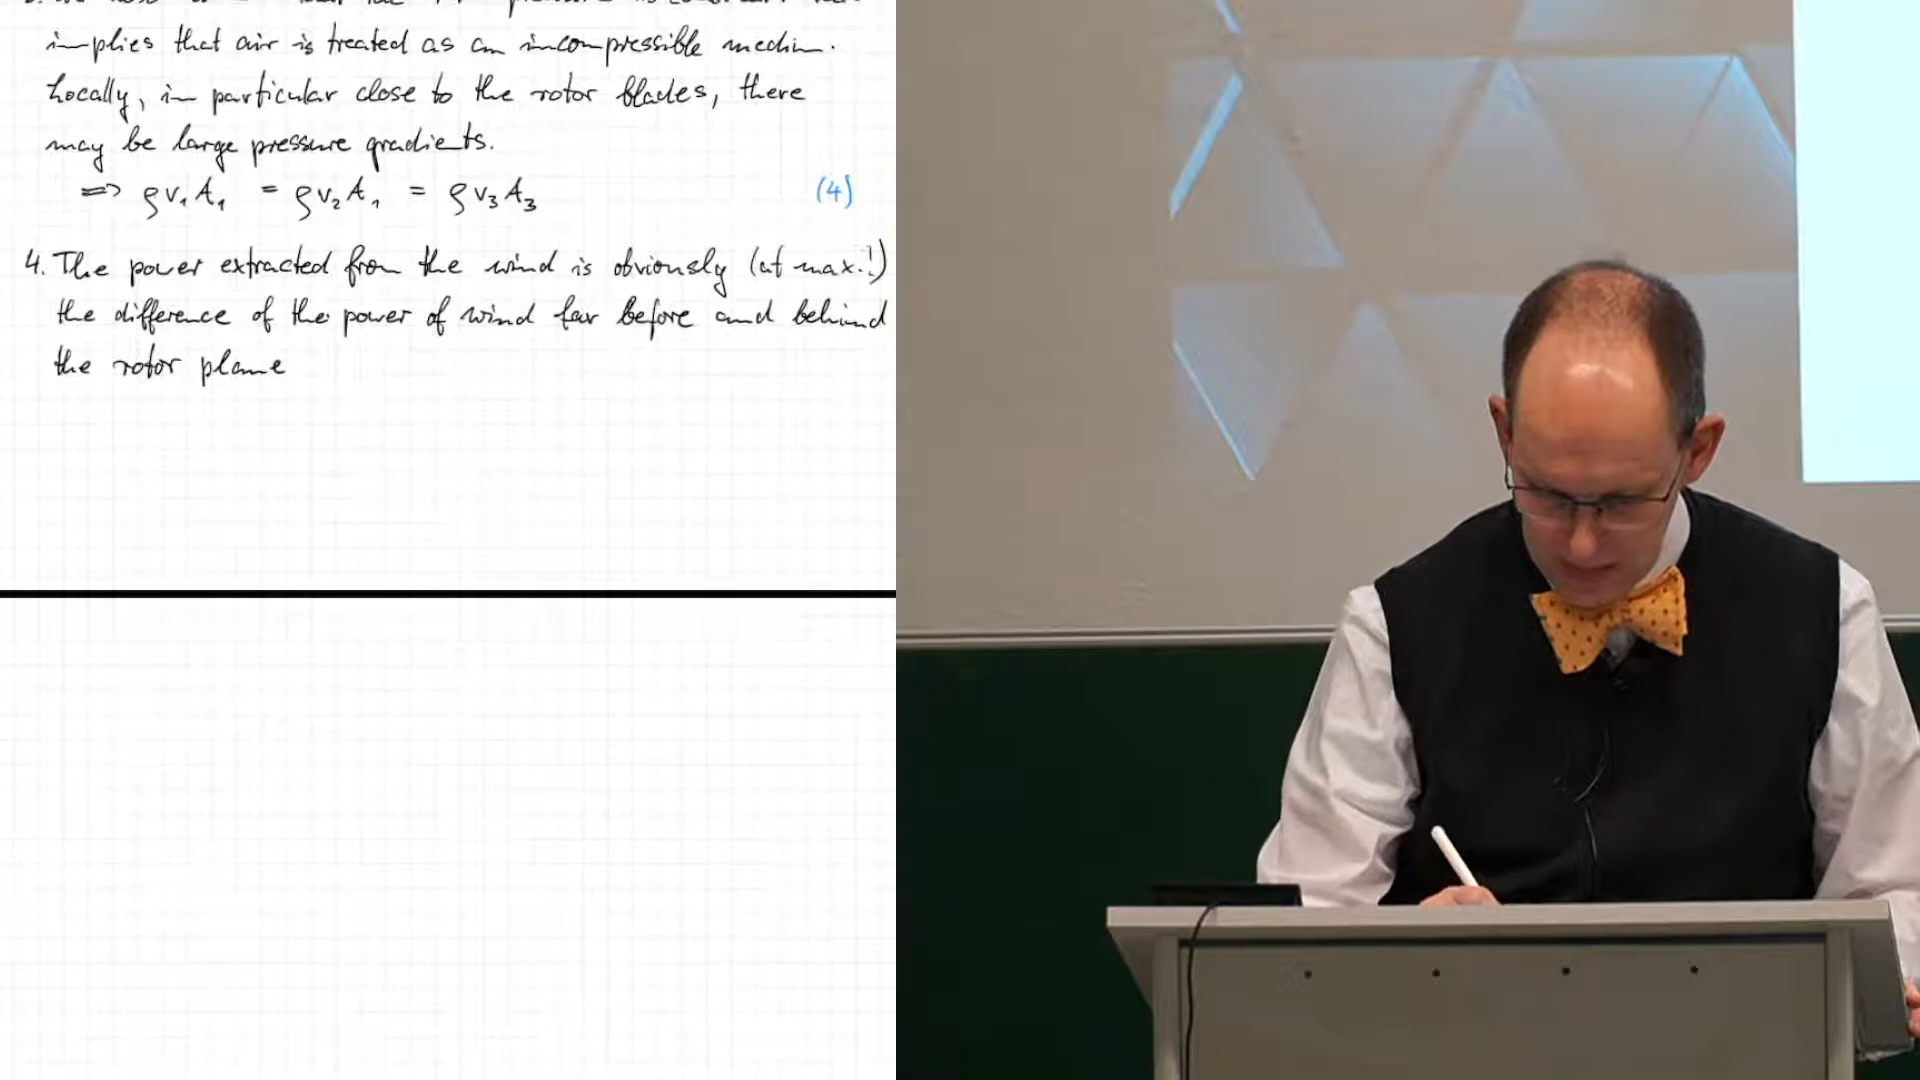 implies that air is treated as an incompressible medium.
Locally, in particular close to the rotor blades, there
may be large pressure gradients.
=> ρv₁A₁ = ρv₂A₁ = ρv₃A₃ (4)
4. The power extracted from the wind is obviously (at max.!)
the difference of the power of wind far before and behind
the rotor plane